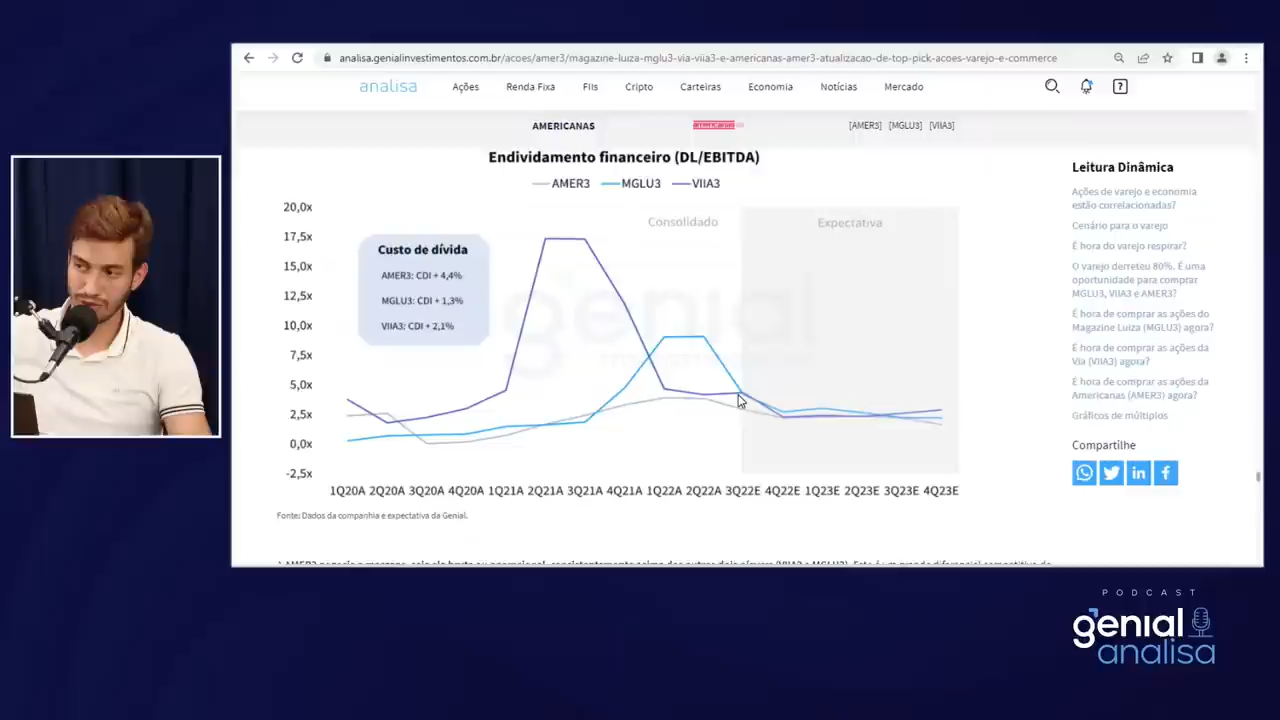 analisa.genialinvestimentos.com.br/acoes/amer3/magazine-luiza-mglu3-via-viia3-e-americanas-amer3-atualizacao-de-top-pick-acoes-varejo-e-commerce
analisa Ações Renda Fixa FIIs Cripto Carteiras Economia Notícias Mercado
AMERICANAS americanas [AMER3] [MGLU3] [VIIA3]
Endividamento financeiro (DL/EBITDA)
AMER3 MGLU3 VIIA3
20,0x
17,5x
15,0x
12,5x
10,0x
7,5x
5,0x
2,5x
0,0x
-2,5x
Consolidado
Expectativa
Custo de dívida
AMER3: CDI + 4,4%
MGLU3: CDI + 1,3%
VIIA3: CDI + 2,1%
genial
1Q20A 2Q20A 3Q20A 4Q20A 1Q21A 2Q21A 3Q21A 4Q21A 1Q22A 2Q22A 3Q22E 4Q22E 1Q23E 2Q23E 3Q23E 4Q23E
Fonte: Dados da companhia e expectativa da Genial.
Leitura Dinâmica
Ações de varejo e economia
estão correlacionadas?
Cenário para o varejo
É hora do varejo respirar?
O varejo derreteu 80%. É uma
oportunidade para comprar
MGLU3, VIIA3 e AMER3?
É hora de comprar as ações do
Magazine Luiza (MGLU3) agora?
É hora de comprar as ações da
Via (VIIA3) agora?
É hora de comprar as ações da
Americanas (AMER3) agora?
Gráficos de múltiplos
Compartilhe
PODCAST
genial
analisa